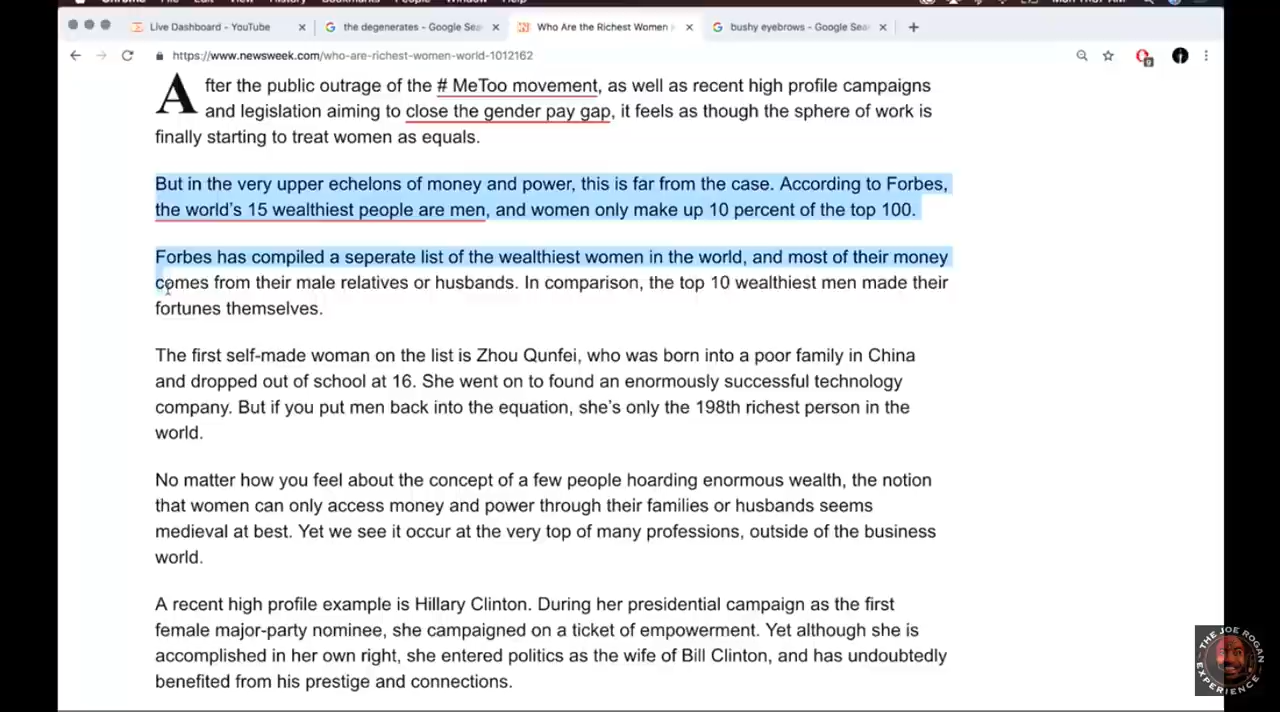 Live Dashboard - YouTube
the degenerates - Google Sea
Who Are the Richest Women
bushy eyebrows - Google Sea
https://www.newsweek.com/who-are-richest-women-world-1012162
After the public outrage of the # MeToo movement, as well as recent high profile campaigns
and legislation aiming to close the gender pay gap, it feels as though the sphere of work is
finally starting to treat women as equals.
But in the very upper echelons of money and power, this is far from the case. According to Forbes,
the world's 15 wealthiest people are men, and women only make up 10 percent of the top 100.
Forbes has compiled a seperate list of the wealthiest women in the world, and most of their money
comes from their male relatives or husbands. In comparison, the top 10 wealthiest men made their
fortunes themselves.
The first self-made woman on the list is Zhou Qunfei, who was born into a poor family in China
and dropped out of school at 16. She went on to found an enormously successful technology
company. But if you put men back into the equation, she's only the 198th richest person in the
world.
No matter how you feel about the concept of a few people hoarding enormous wealth, the notion
that women can only access money and power through their families or husbands seems
medieval at best. Yet we see it occur at the very top of many professions, outside of the business
world.
A recent high profile example is Hillary Clinton. During her presidential campaign as the first
female major-party nominee, she campaigned on a ticket of empowerment. Yet although she is
accomplished in her own right, she entered politics as the wife of Bill Clinton, and has undoubtedly
benefited from his prestige and connections.
THE JOE ROGAN
EXPERIENCE